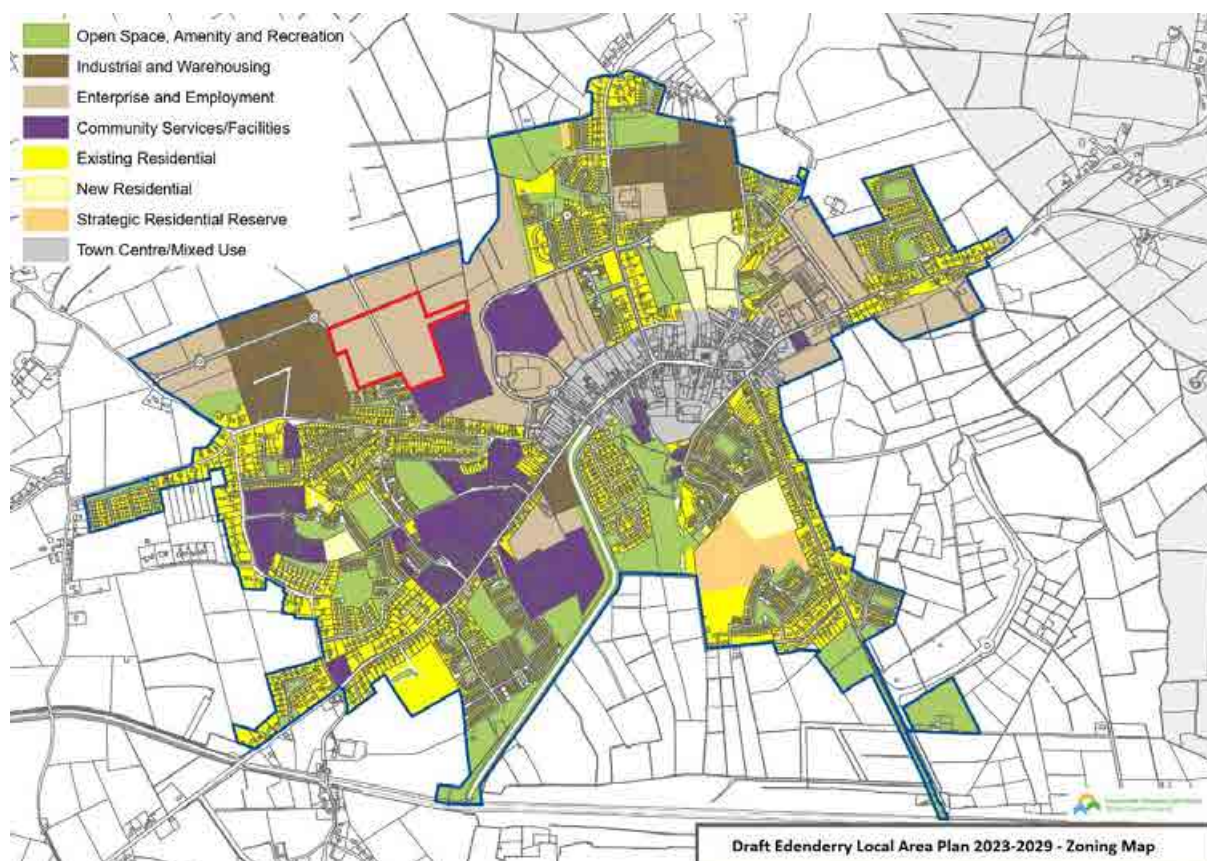 Open Space, Amenity and Recreation
Industrial and Warehousing
Enterprise and Employment
Community Services/Facilities
Existing Residential
New Residential
Strategic Residential Reserve
Town Centre/Mixed Use
Draft Edenderry Local Area Plan 2023-2029 - Zoning Map